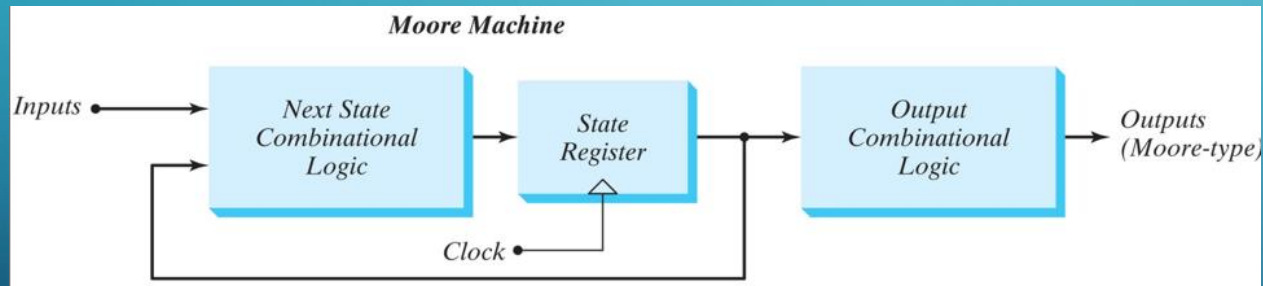 Moore Machine
Inputs
Next State
Combinational
Logic
State
Register
Output
Combinational
Logic
Outputs
(Moore-type)
Clock